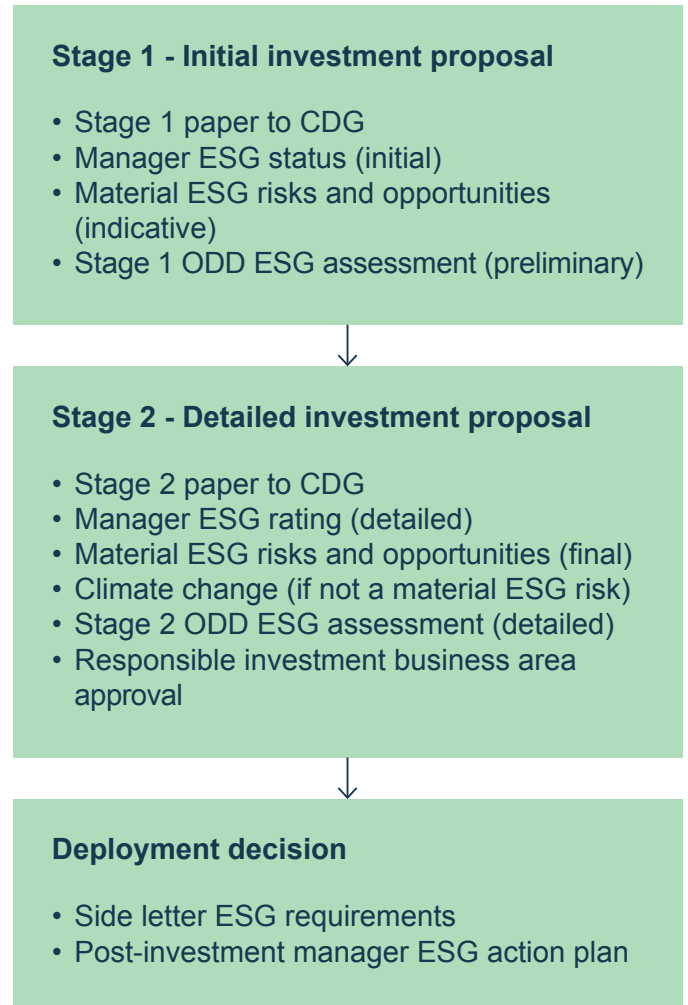 Stage 1 - Initial investment proposal
• Stage 1 paper to CDG
• Manager ESG status (initial)
• Material ESG risks and opportunities
(indicative)
• Stage 1 ODD ESG assessment (preliminary)
Stage 2 - Detailed investment proposal
• Stage 2 paper to CDG
• Manager ESG rating (detailed)
• Material ESG risks and opportunities (final)
• Climate change (if not a material ESG risk)
• Stage 2 ODD ESG assessment (detailed)
• Responsible investment business area
approval
Deployment decision
• Side letter ESG requirements
• Post-investment manager ESG action plan